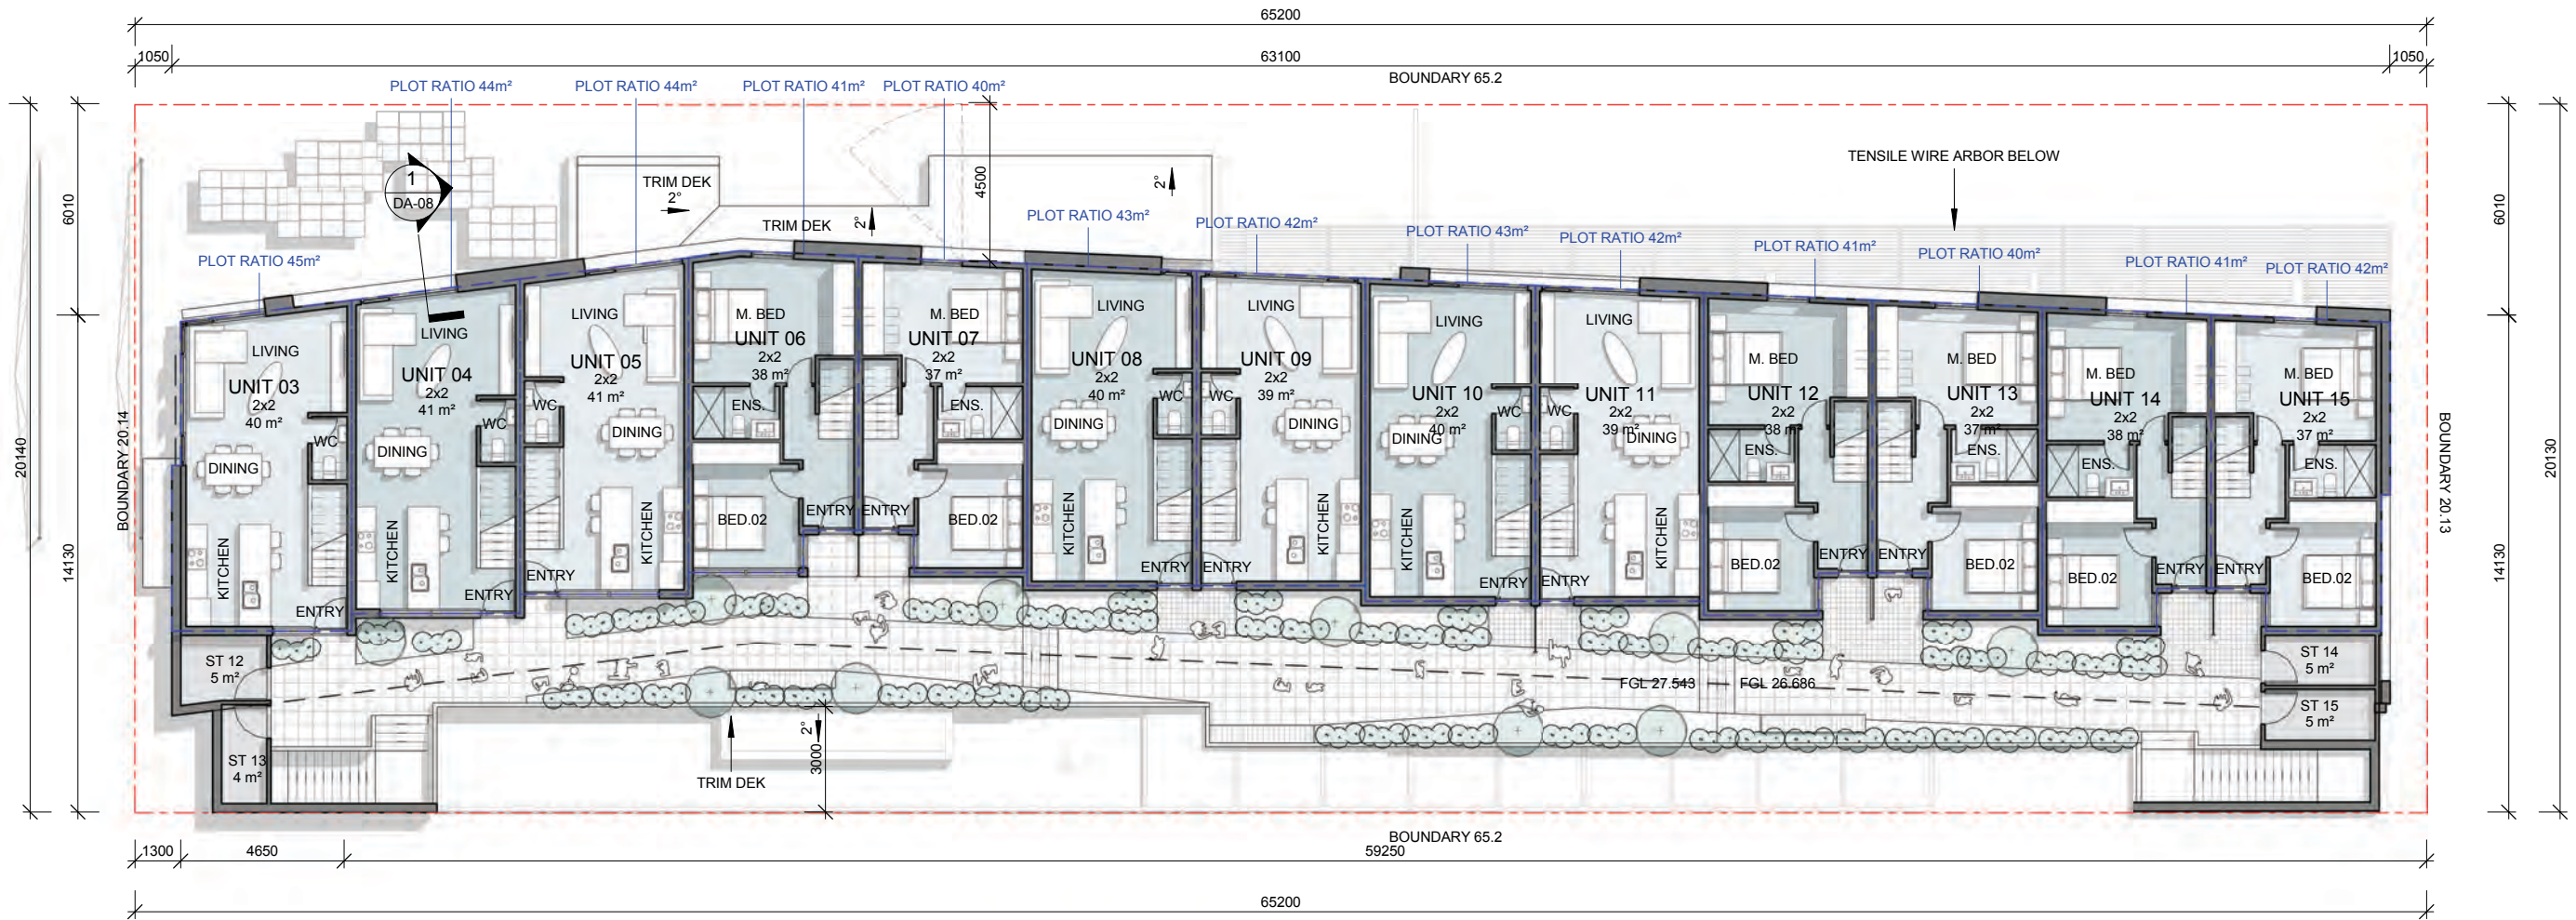 65200
1050
63100
1050
BOUNDARY 65.2
PLOT RATIO 44m²
PLOT RATIO 44m²
PLOT RATIO 41m²
PLOT RATIO 40m²
TENSILE WIRE ARBOR BELOW
1
DA-08
TRIM DEK
2°
TRIM DEK
2°
4500
2°
6010
6010
PLOT RATIO 45m²
PLOT RATIO 43m²
PLOT RATIO 42m²
PLOT RATIO 43m²
PLOT RATIO 42m²
PLOT RATIO 41m²
PLOT RATIO 40m²
PLOT RATIO 41m²
PLOT RATIO 42m²
20140
14130
BOUNDARY 20.14
LIVING
UNIT 03
2x2
40 m²
WC
DINING
KITCHEN
ENTRY
LIVING
UNIT 04
2x2
41 m²
WC
DINING
KITCHEN
ENTRY
LIVING
UNIT 05
2x2
41 m²
WC
DINING
KITCHEN
ENTRY
M. BED
UNIT 06
2x2
38 m²
ENS.
BED.02
ENTRY
M. BED
UNIT 07
2x2
37 m²
ENS.
BED.02
ENTRY
LIVING
UNIT 08
2x2
40 m²
WC
DINING
KITCHEN
ENTRY
LIVING
UNIT 09
2x2
39 m²
WC
DINING
KITCHEN
ENTRY
LIVING
UNIT 10
2x2
40 m²
WC
DINING
KITCHEN
ENTRY
LIVING
UNIT 11
2x2
39 m²
WC
DINING
KITCHEN
ENTRY
M. BED
UNIT 12
2x2
38 m²
ENS.
BED.02
ENTRY
M. BED
UNIT 13
2x2
37 m²
ENS.
BED.02
ENTRY
M. BED
UNIT 14
2x2
38 m²
ENS.
BED.02
ENTRY
M. BED
UNIT 15
2x2
37 m²
ENS.
BED.02
ENTRY
BOUNDARY 20.13
14130
20130
ST 12
5 m²
ST 13
4 m²
FGL 27.543
FGL 26.686
ST 14
5 m²
ST 15
5 m²
TRIM DEK
2°
3000
BOUNDARY 65.2
1300
4650
59250
65200